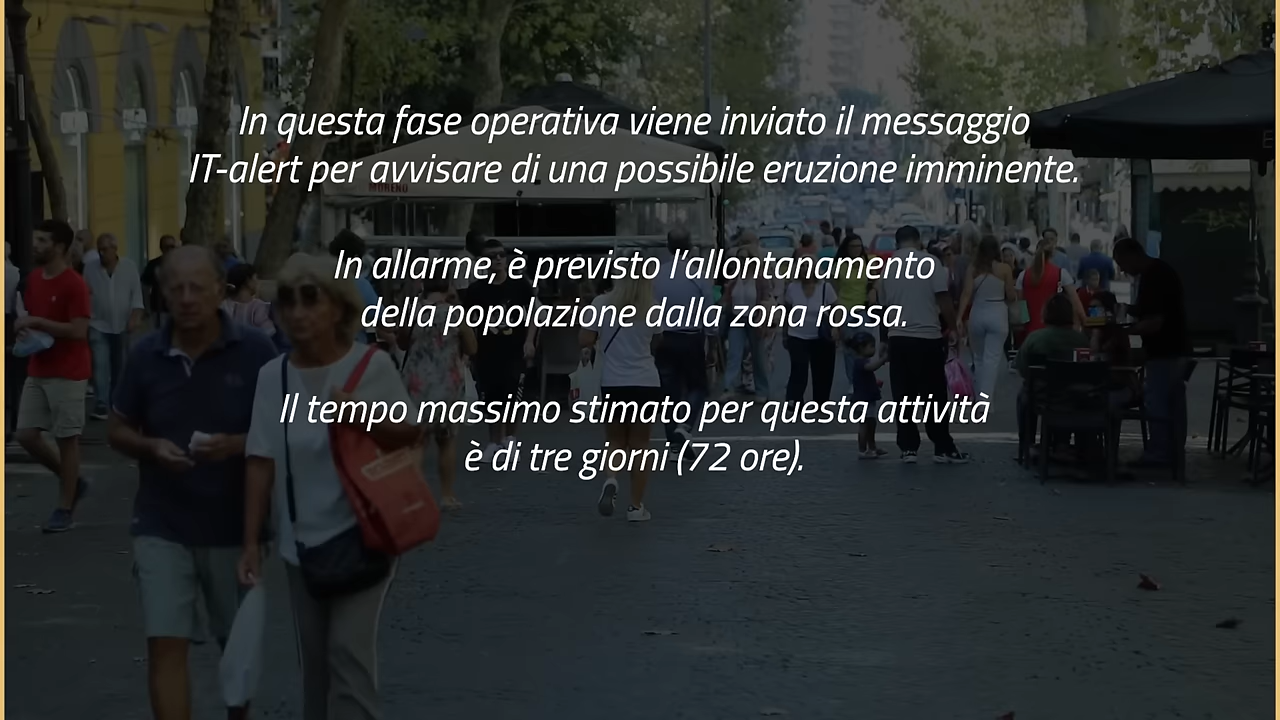 In questa fase operativa viene inviato il messaggio
IT-alert per avvisare di una possibile eruzione imminente.
MORENO
In allarme, è previsto l'allontanamento
della popolazione dalla zona rossa.
Il tempo massimo stimato per questa attività
è di tre giorni (72 ore).